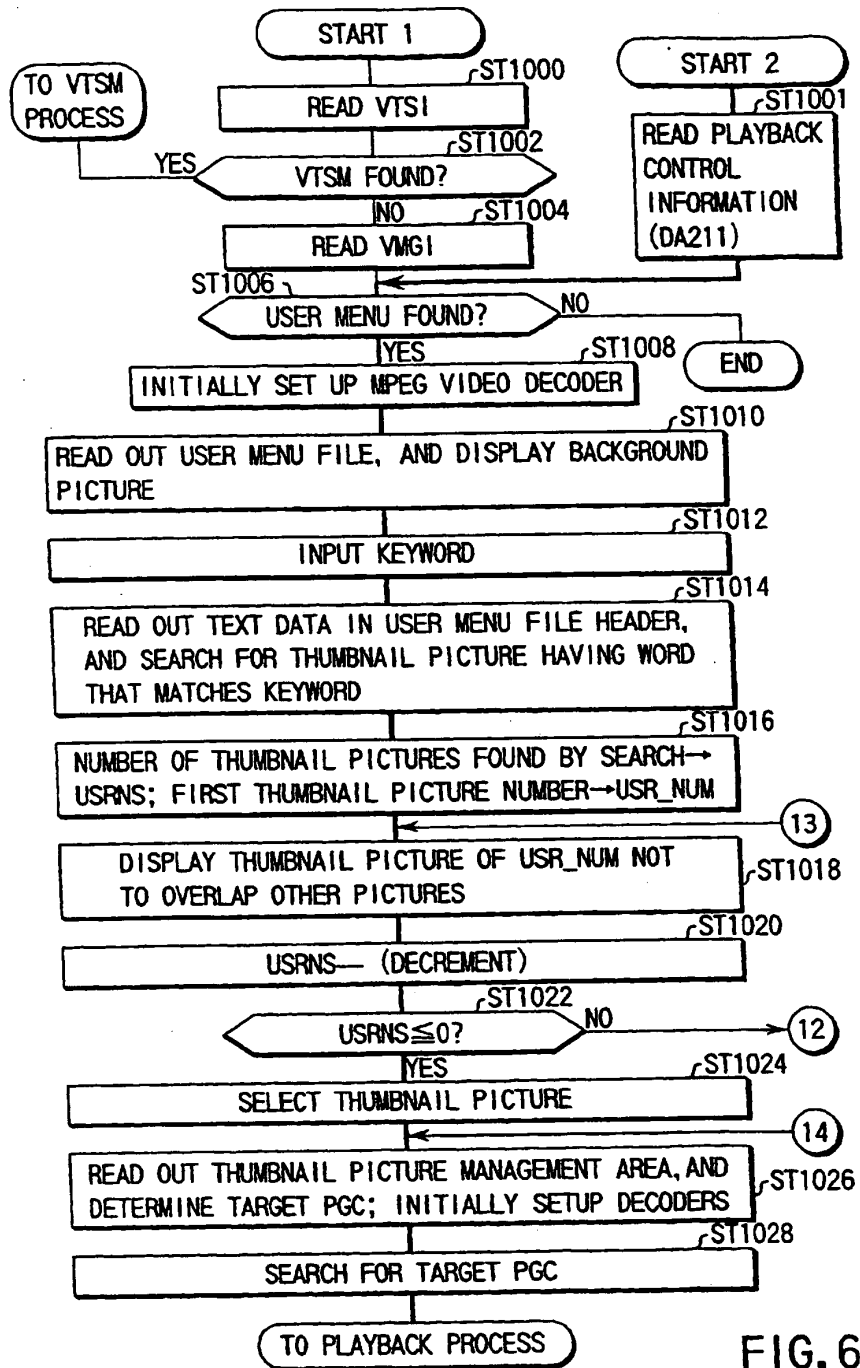 START 1
ST1000
READ VTSI
TO VTSM
PROCESS
ST1002
YES
VTSM FOUND?
NO
ST1004
READ VMGI
START 2
ST1001
READ PLAYBACK
CONTROL
INFORMATION
(DA211)
ST1006
USER MENU FOUND?
NO
END
YES
ST1008
INITIALLY SET UP MPEG VIDEO DECODER
ST1010
READ OUT USER MENU FILE, AND DISPLAY BACKGROUND
PICTURE
ST1012
INPUT KEYWORD
ST1014
READ OUT TEXT DATA IN USER MENU FILE HEADER,
AND SEARCH FOR THUMBNAIL PICTURE HAVING WORD
THAT MATCHES KEYWORD
ST1016
NUMBER OF THUMBNAIL PICTURES FOUND BY SEARCH→
USRNS; FIRST THUMBNAIL PICTURE NUMBER→USR_NUM
13
DISPLAY THUMBNAIL PICTURE OF USR_NUM NOT
TO OVERLAP OTHER PICTURES
ST1018
ST1020
USRNS–– (DECREMENT)
ST1022
USRNS≦0?
NO
12
YES
ST1024
SELECT THUMBNAIL PICTURE
14
READ OUT THUMBNAIL PICTURE MANAGEMENT AREA, AND
DETERMINE TARGET PGC; INITIALLY SETUP DECODERS
ST1026
ST1028
SEARCH FOR TARGET PGC
TO PLAYBACK PROCESS
FIG. 6